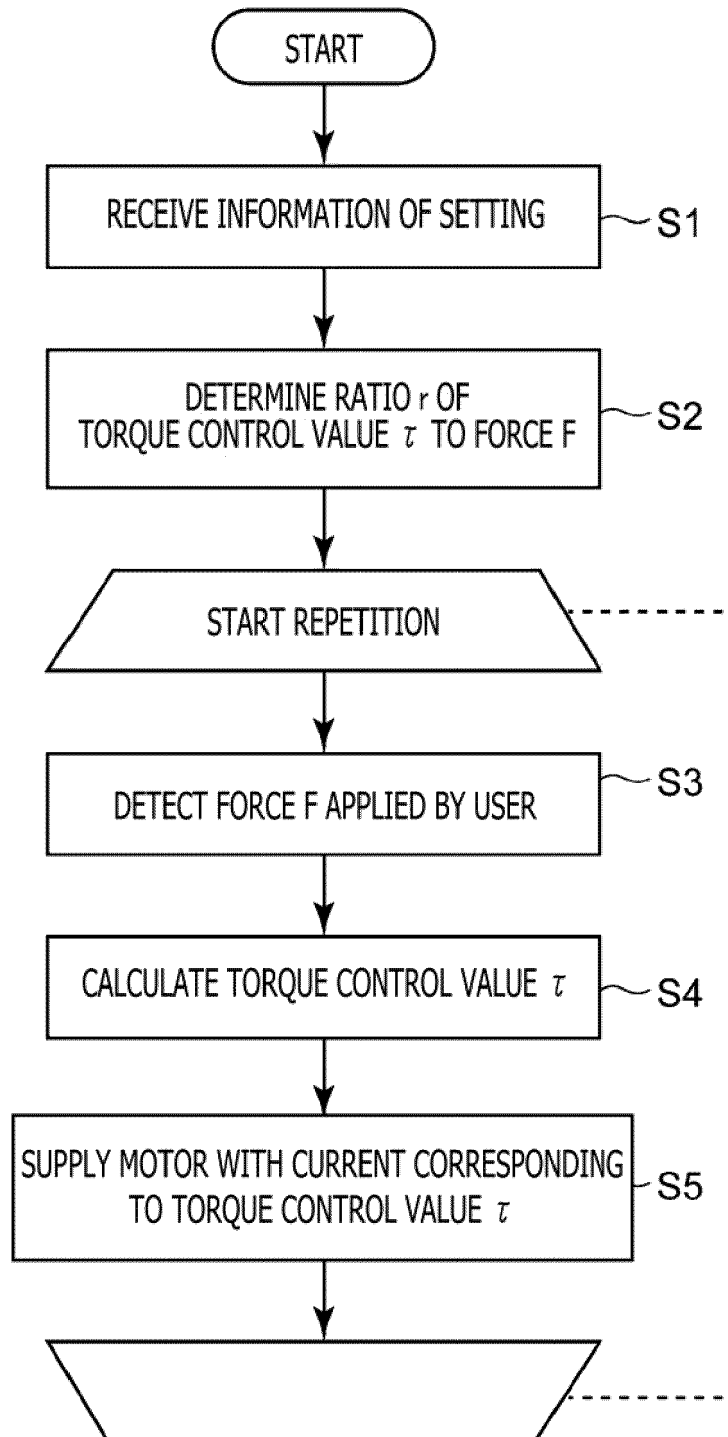 START
RECEIVE INFORMATION OF SETTING
S1
DETERMINE RATIO r OF
TORQUE CONTROL VALUE τ TO FORCE F
S2
START REPETITION
DETECT FORCE F APPLIED BY USER
S3
CALCULATE TORQUE CONTROL VALUE τ
S4
SUPPLY MOTOR WITH CURRENT CORRESPONDING
TO TORQUE CONTROL VALUE τ
S5